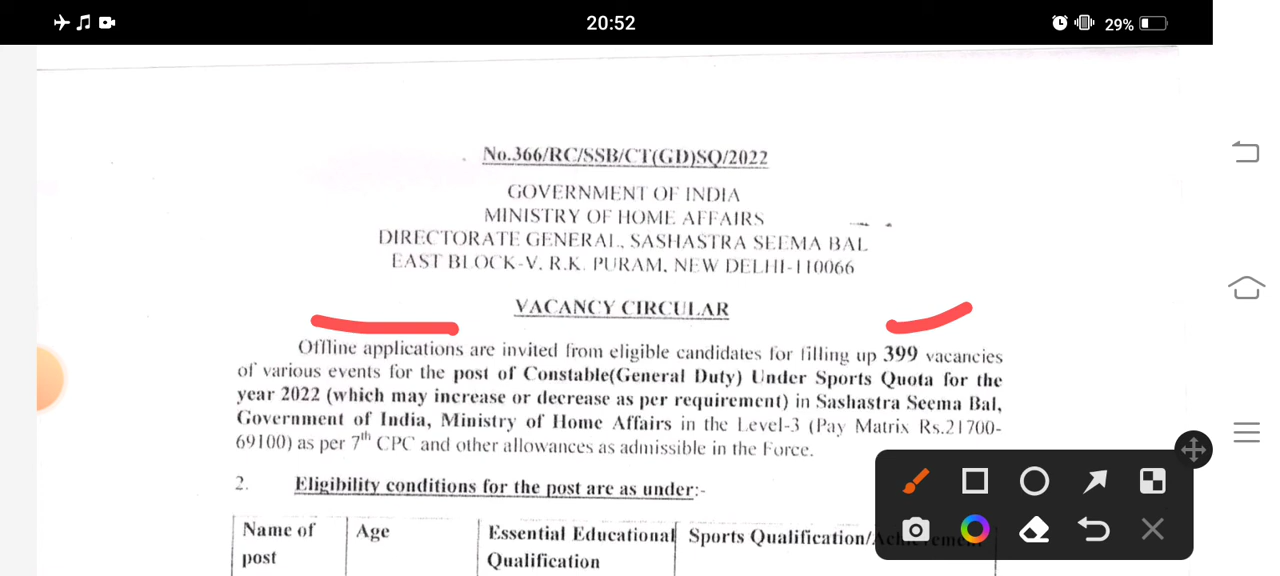 20:52
29%
No.366/RC/SSB/CT(GD)SQ/2022
GOVERNMENT OF INDIA
MINISTRY OF HOME AFFAIRS
DIRECTORATE GENERAL, SASHASTRA SEEMA BAL
EAST BLOCK-V, R.K. PURAM, NEW DELHI-110066
VACANCY CIRCULAR
Offline applications are invited from eligible candidates for filling up 399 vacancies
of various events for the post of Constable(General Duty) Under Sports Quota for the
year 2022 (which may increase or decrease as per requirement) in Sashastra Seema Bal,
Government of India, Ministry of Home Affairs in the Level-3 (Pay Matrix Rs.21700-
69100) as per 7th CPC and other allowances as admissible in the Force.
2. Eligibility conditions for the post are as under:-
Name of post
Age
Essential Educational Qualification
Sports Qualification/Achievement